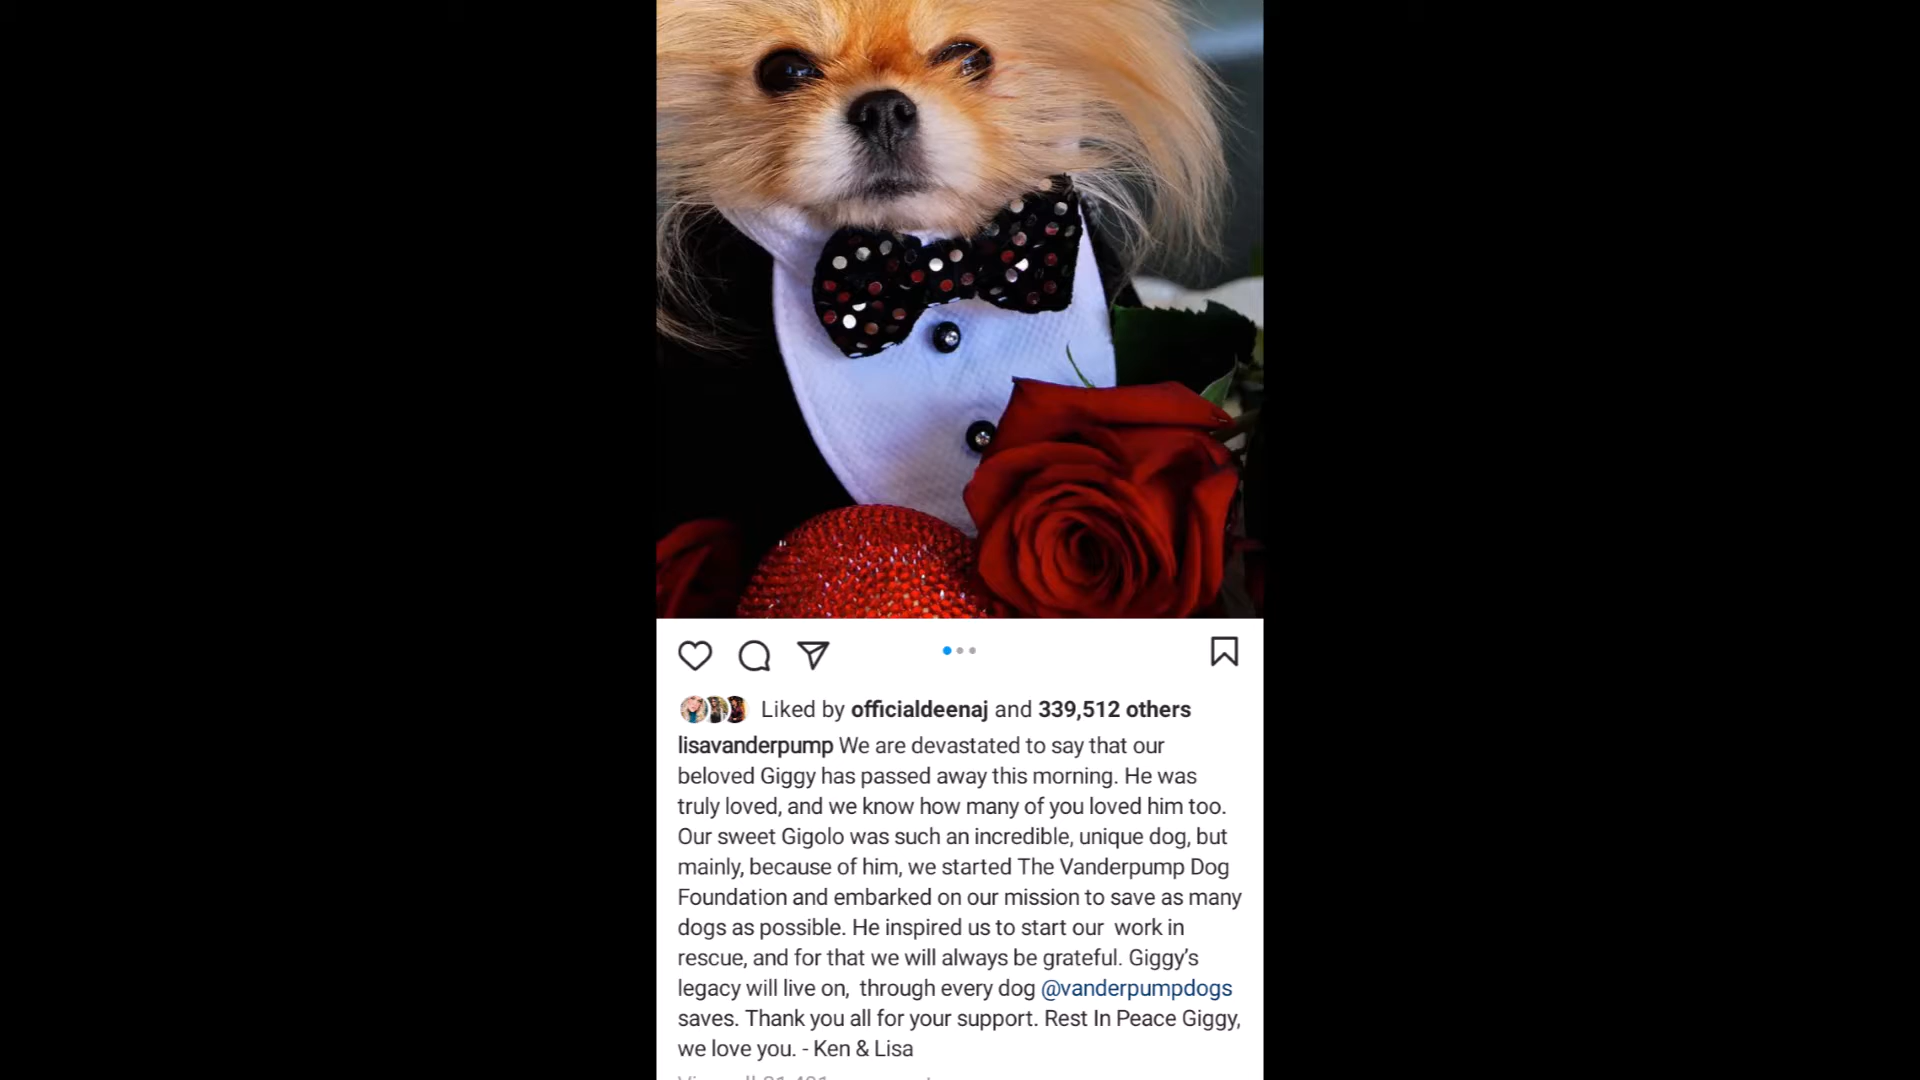 Liked by officialdeenaj and 339,512 others
lisavanderpump We are devastated to say that our
beloved Giggy has passed away this morning. He was
truly loved, and we know how many of you loved him too.
Our sweet Gigolo was such an incredible, unique dog, but
mainly, because of him, we started The Vanderpump Dog
Foundation and embarked on our mission to save as many
dogs as possible. He inspired us to start our work in
rescue, and for that we will always be grateful. Giggy’s
legacy will live on, through every dog @vanderpumpdogs
saves. Thank you all for your support. Rest In Peace Giggy,
we love you. - Ken & Lisa